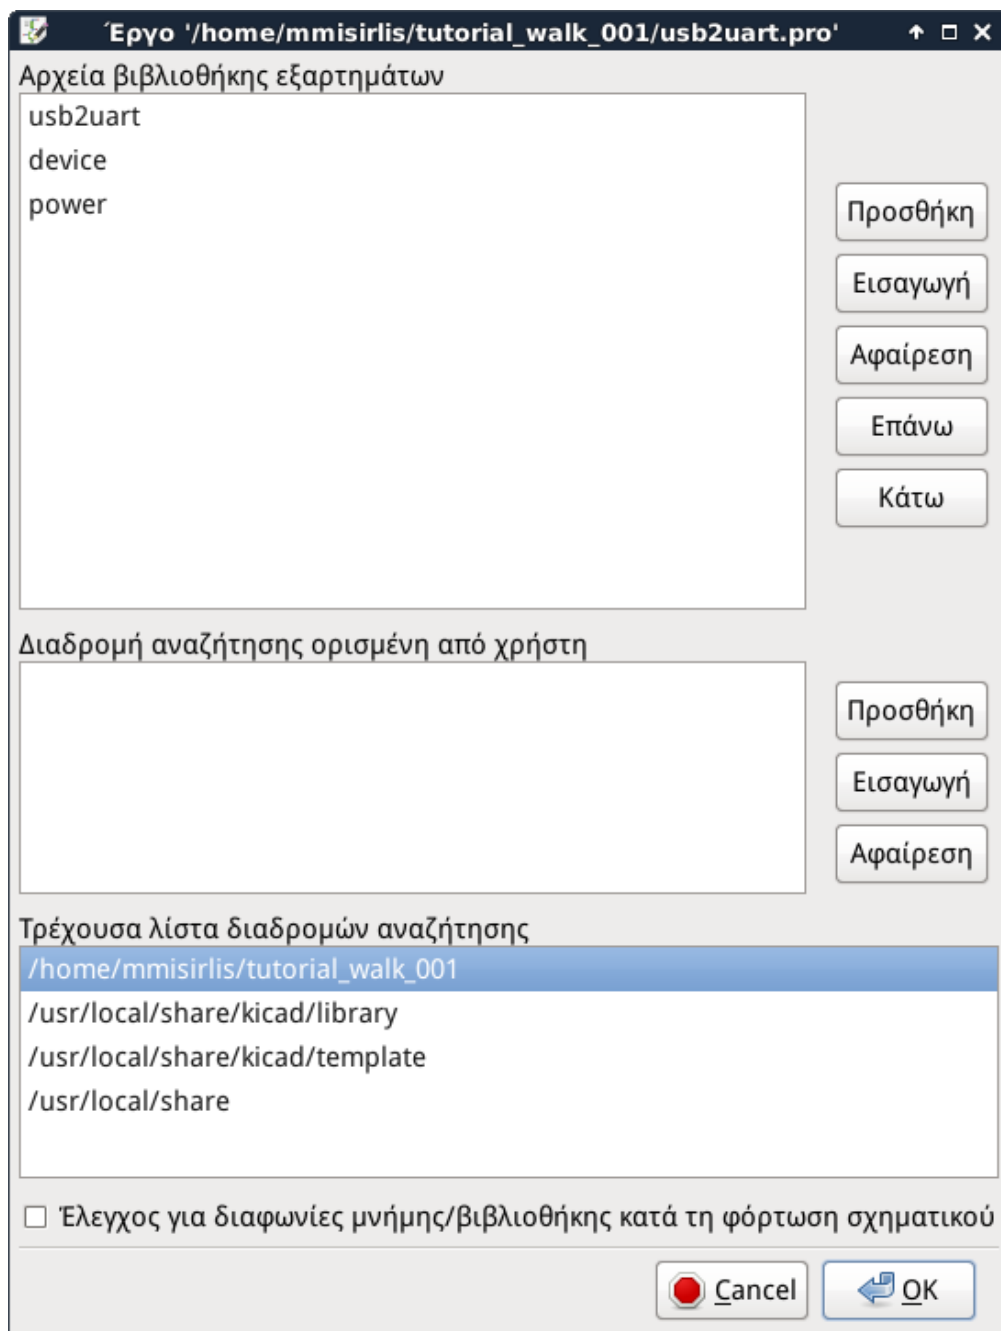 Έργο '/home/mmisirlis/tutorial_walk_001/usb2uart.pro'
Αρχεία βιβλιοθήκης εξαρτημάτων
usb2uart
device
power
Προσθήκη
Εισαγωγή
Αφαίρεση
Επάνω
Κάτω
Διαδρομή αναζήτησης ορισμένη από χρήστη
Προσθήκη
Εισαγωγή
Αφαίρεση
Τρέχουσα λίστα διαδρομών αναζήτησης
/home/mmisirlis/tutorial_walk_001
/usr/local/share/kicad/library
/usr/local/share/kicad/template
/usr/local/share
Έλεγχος για διαφωνίες μνήμης/βιβλιοθήκης κατά τη φόρτωση σχηματικού
Cancel OK